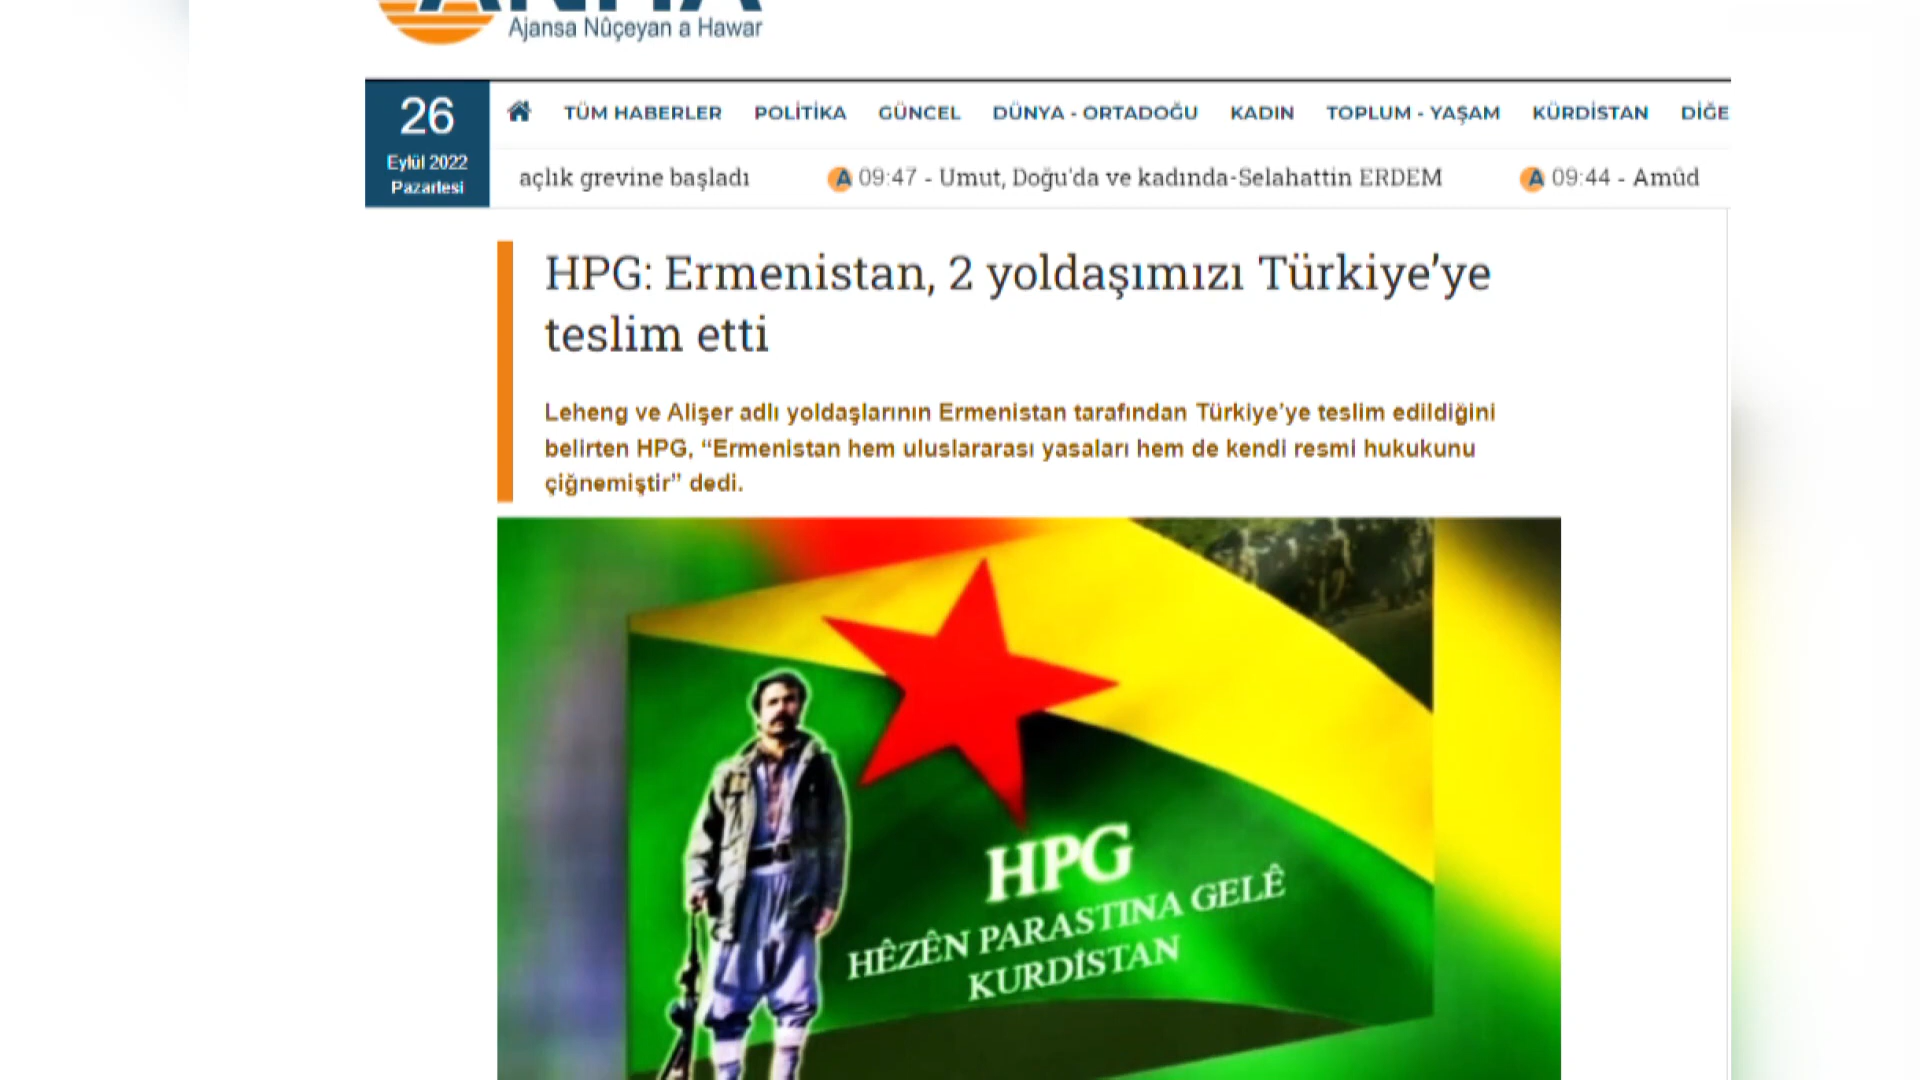 ANHA
Ajansa Nûçeyan a Hawar
26
Eylül 2022
Pazartesi
TÜM HABERLER POLİTİKA GÜNCEL DÜNYA - ORTADOĞU KADIN TOPLUM - YAŞAM KÜRDİSTAN DİĞE
açlık grevine başladı A 09:47 - Umut, Doğu'da ve kadında-Selahattin ERDEM A 09:44 - Amûd
HPG: Ermenistan, 2 yoldaşımızı Türkiye’ye
teslim etti
Leheng ve Alişer adlı yoldaşlarının Ermenistan tarafından Türkiye’ye teslim edildiğini
belirten HPG, “Ermenistan hem uluslararası yasaları hem de kendi resmi hukukunu
çiğnemiştir” dedi.
HPG
HÊZÊN PARASTINA GELÊ
KURDİSTAN